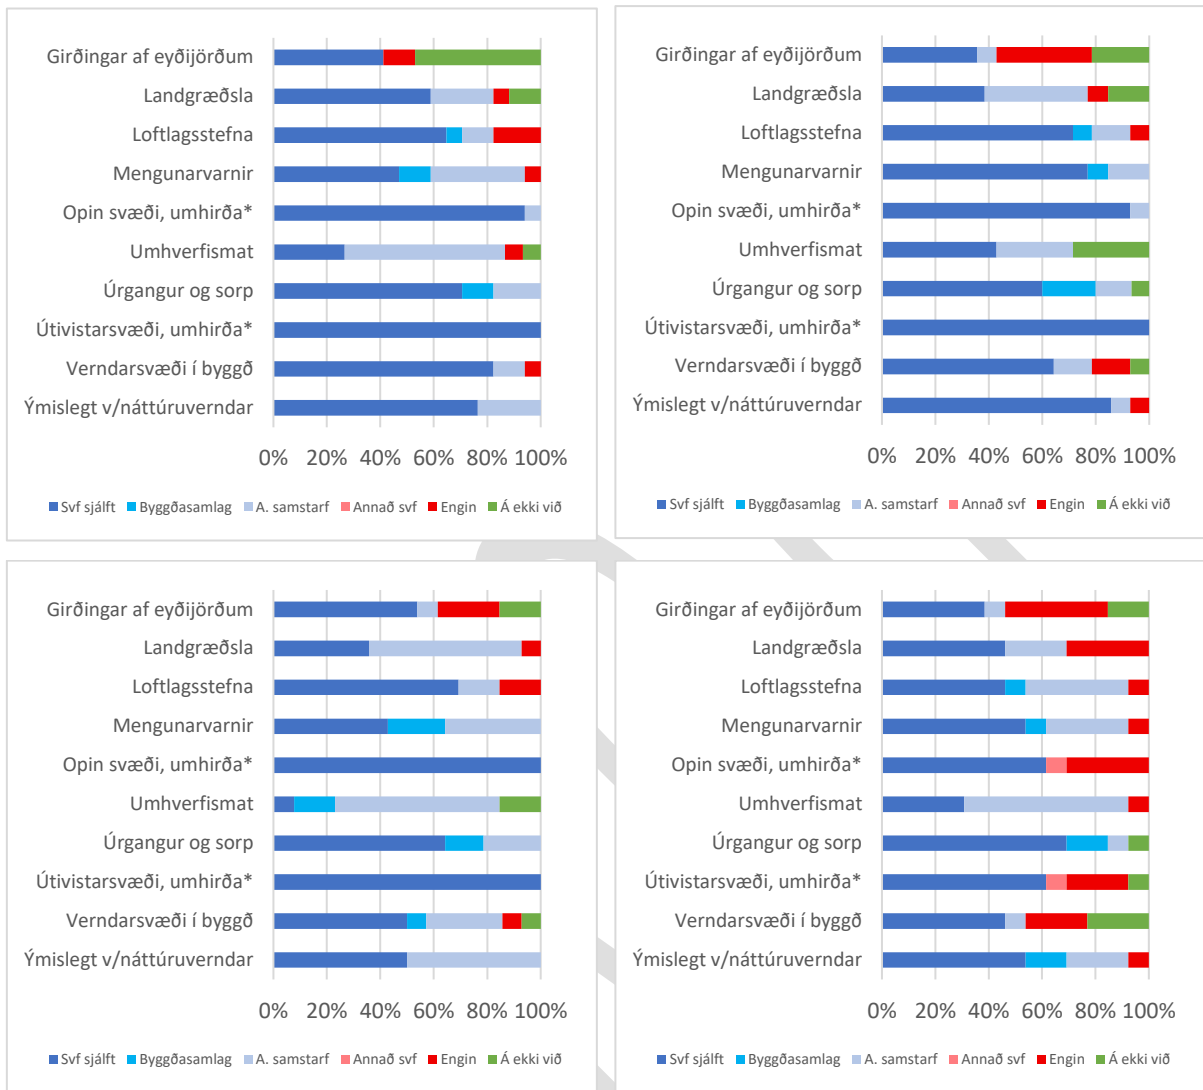 Girðingar af eyðijörðum
Landgræðsla
Loftlagsstefna
Mengunarvarnir
Opin svæði, umhirða*
Umhverfismat
Úrgangur og sorp
Útivistarsvæði, umhirða*
Verndarsvæði í byggð
Ýmislegt v/náttúruverndar
0% 20% 40% 60% 80% 100%
Svf sjálft Byggðasamlag A. samstarf Annað svf Engin Á ekki við
Girðingar af eyðijörðum
Landgræðsla
Loftlagsstefna
Mengunarvarnir
Opin svæði, umhirða*
Umhverfismat
Úrgangur og sorp
Útivistarsvæði, umhirða*
Verndarsvæði í byggð
Ýmislegt v/náttúruverndar
0% 20% 40% 60% 80% 100%
Svf sjálft Byggðasamlag A. samstarf Annað svf Engin Á ekki við
Girðingar af eyðijörðum
Landgræðsla
Loftlagsstefna
Mengunarvarnir
Opin svæði, umhirða*
Umhverfismat
Úrgangur og sorp
Útivistarsvæði, umhirða*
Verndarsvæði í byggð
Ýmislegt v/náttúruverndar
0% 20% 40% 60% 80% 100%
Svf sjálft Byggðasamlag A. samstarf Annað svf Engin Á ekki við
Girðingar af eyðijörðum
Landgræðsla
Loftlagsstefna
Mengunarvarnir
Opin svæði, umhirða*
Umhverfismat
Úrgangur og sorp
Útivistarsvæði, umhirða*
Verndarsvæði í byggð
Ýmislegt v/náttúruverndar
0% 20% 40% 60% 80% 100%
Svf sjálft Byggðasamlag A. samstarf Annað svf Engin Á ekki við